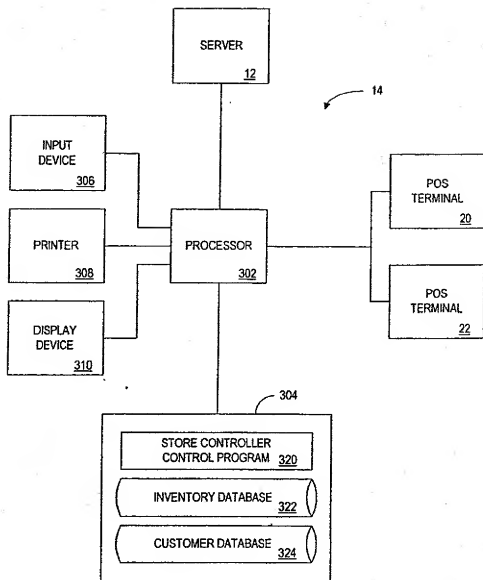 SERVER
12
14
INPUT
DEVICE
306
POS
TERMINAL
20
PRINTER
308
PROCESSOR
302
DISPLAY
DEVICE
310
POS
TERMINAL
22
304
STORE CONTROLLER
CONTROL PROGRAM 320
INVENTORY DATABASE 322
CUSTOMER DATABASE 324